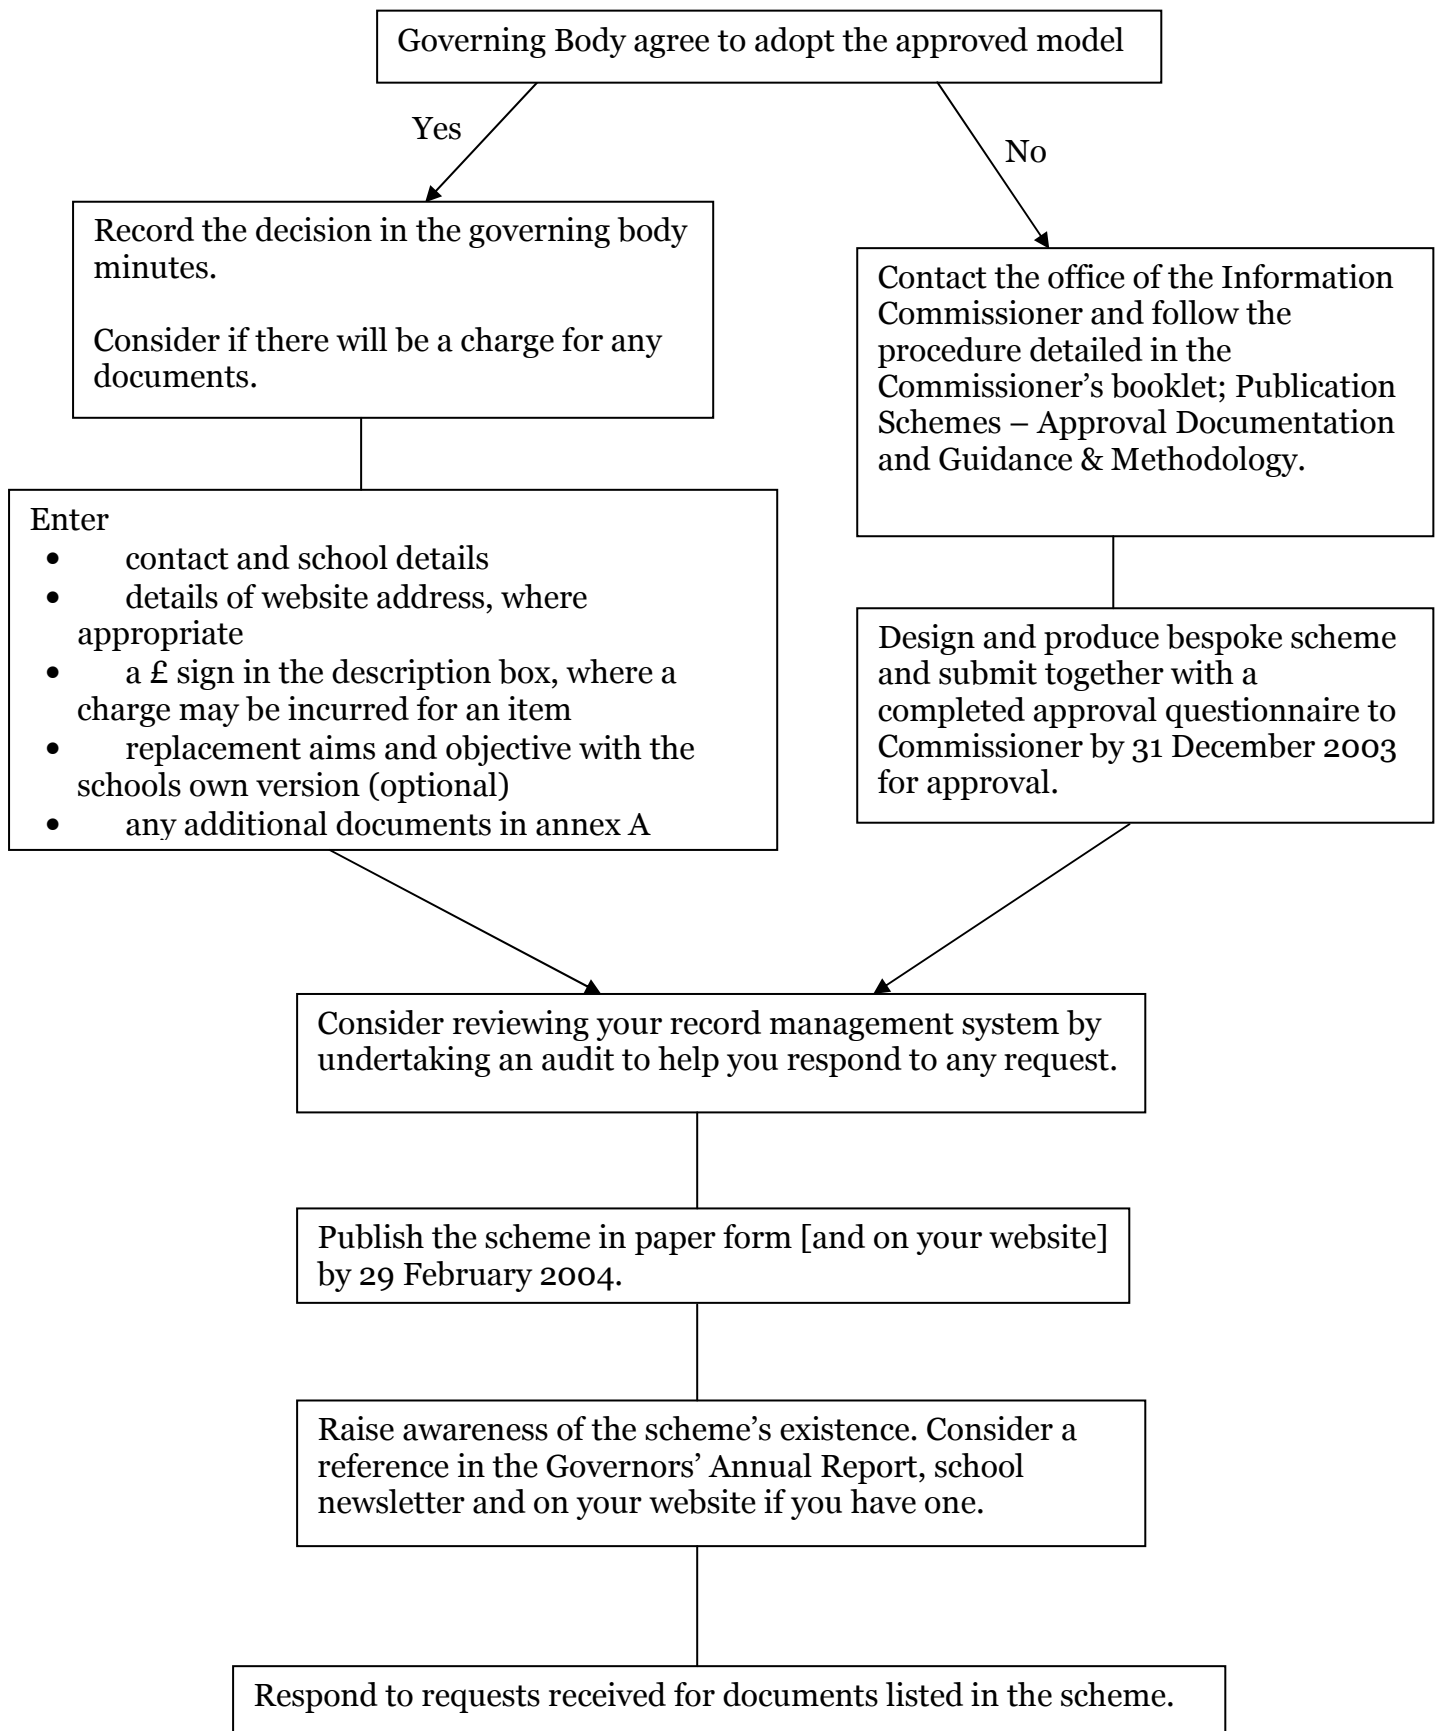 Governing Body agree to adopt the approved model
Yes
No
Record the decision in the governing body
minutes.
Consider if there will be a charge for any
documents.
Contact the office of the Information
Commissioner and follow the
procedure detailed in the
Commissioner’s booklet; Publication
Schemes – Approval Documentation
and Guidance & Methodology.
Enter
• contact and school details
• details of website address, where
appropriate
• a £ sign in the description box, where a
charge may be incurred for an item
• replacement aims and objective with the
schools own version (optional)
• any additional documents in annex A
Design and produce bespoke scheme
and submit together with a
completed approval questionnaire to
Commissioner by 31 December 2003
for approval.
Consider reviewing your record management system by
undertaking an audit to help you respond to any request.
Publish the scheme in paper form [and on your website]
by 29 February 2004.
Raise awareness of the scheme’s existence. Consider a
reference in the Governors’ Annual Report, school
newsletter and on your website if you have one.
Respond to requests received for documents listed in the scheme.